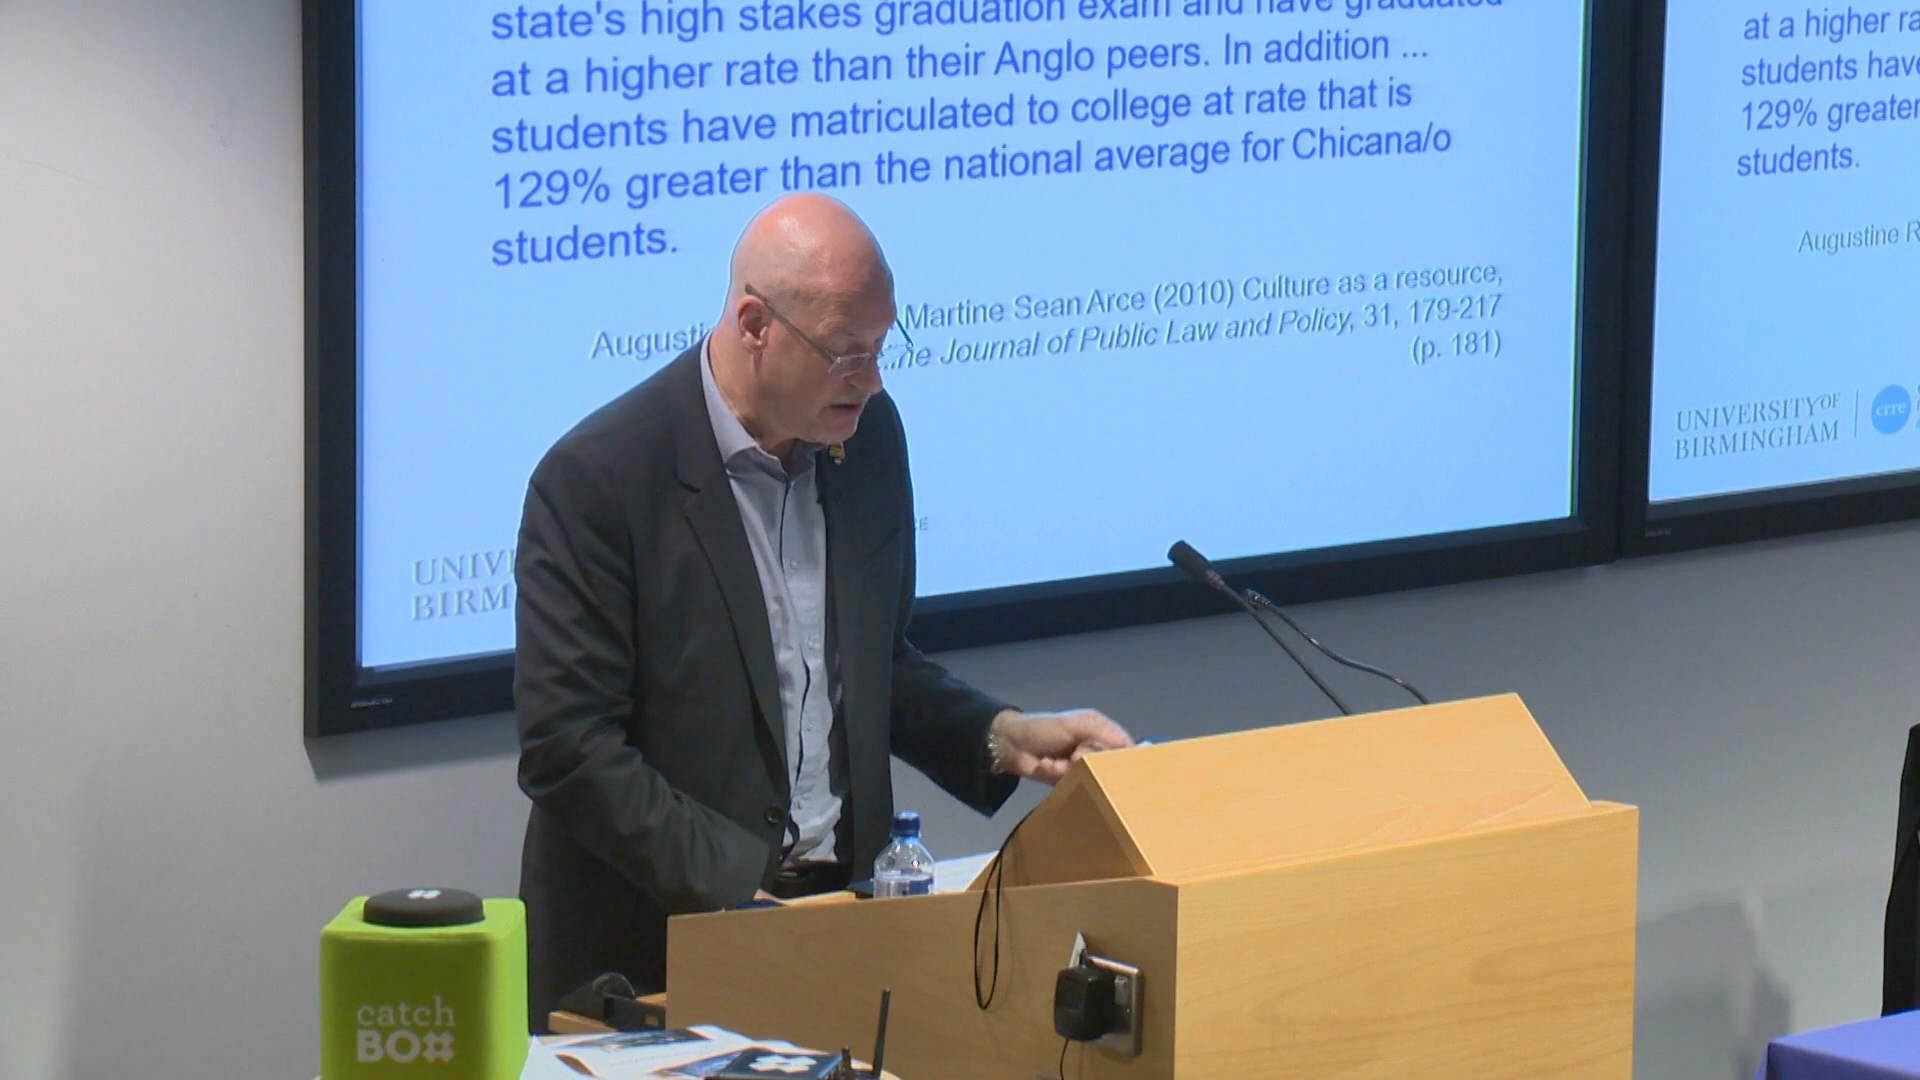 state's high stakes graduation exam and have graduated
at a higher rate than their Anglo peers. In addition ...
students have matriculated to college at rate that is
129% greater than the national average for Chicana/o
students.
Martine Sean Arce (2010) Culture as a resource,
Journal of Public Law and Policy, 31, 179-217
(p. 181)
UNIV
BIRM
at a higher
students have
129% greater
students.
Augustine R
UNIVERSITY OF
BIRMINGHAM
crre
catch
BOX